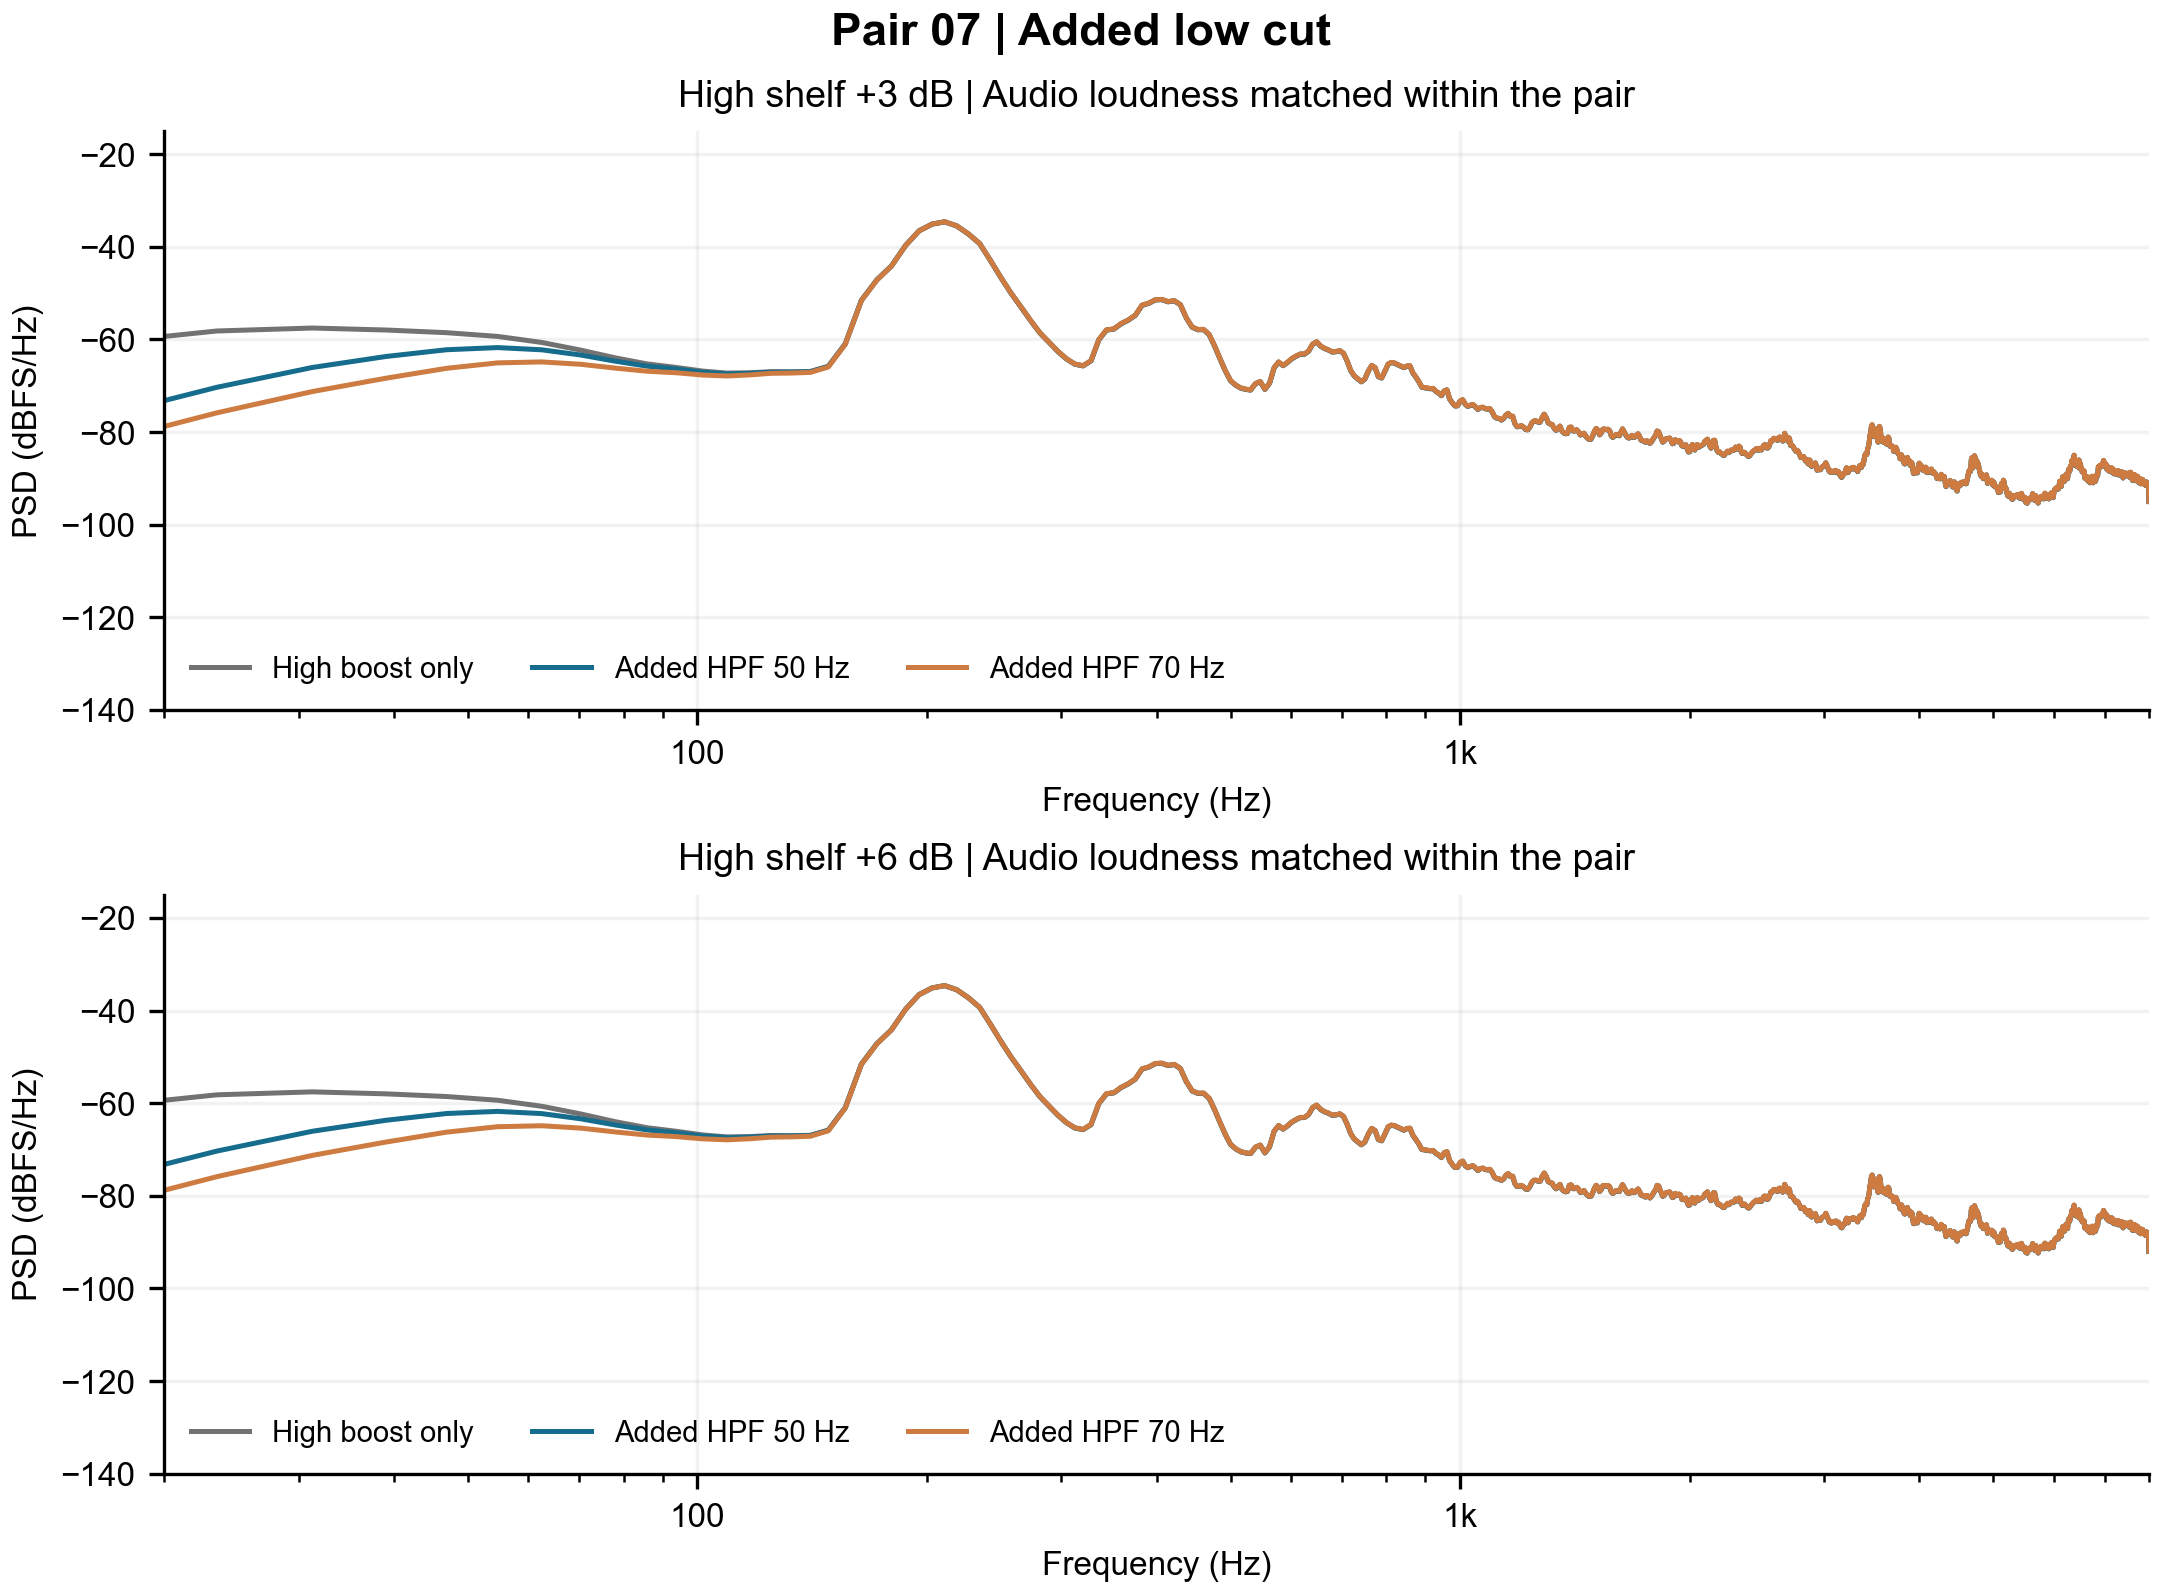 Pair 07 | Added low cut
High shelf +3 dB | Audio loudness matched within the pair
−20
−40
−60
−80
−100
−120
−140
PSD (dBFS/Hz)
High boost only
Added HPF 50 Hz
Added HPF 70 Hz
100
1k
Frequency (Hz)
High shelf +6 dB | Audio loudness matched within the pair
−20
−40
−60
−80
−100
−120
−140
PSD (dBFS/Hz)
High boost only
Added HPF 50 Hz
Added HPF 70 Hz
100
1k
Frequency (Hz)